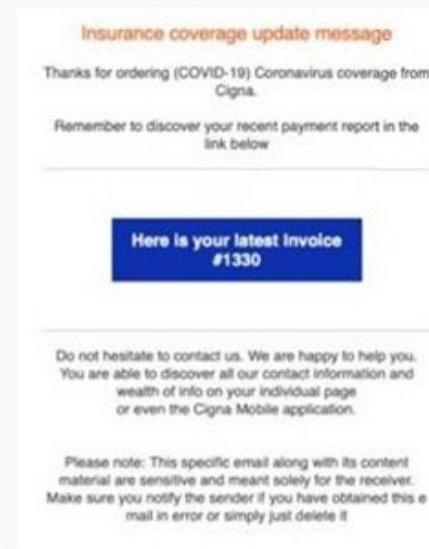 Insurance coverage update message
Thanks for ordering (COVID-19) Coronavirus coverage from
Cigna.
Remember to discover your recent payment report in the
link below
Here is your latest Invoice
#1330
Do not hesitate to contact us. We are happy to help you.
You are able to discover all our contact information and
wealth of info on your individual page
or even the Cigna Mobile application.
Please note: This specific email along with its content
material are sensitive and meant solely for the receiver.
Make sure you notify the sender if you have obtained this e
mail in error or simply just delete it